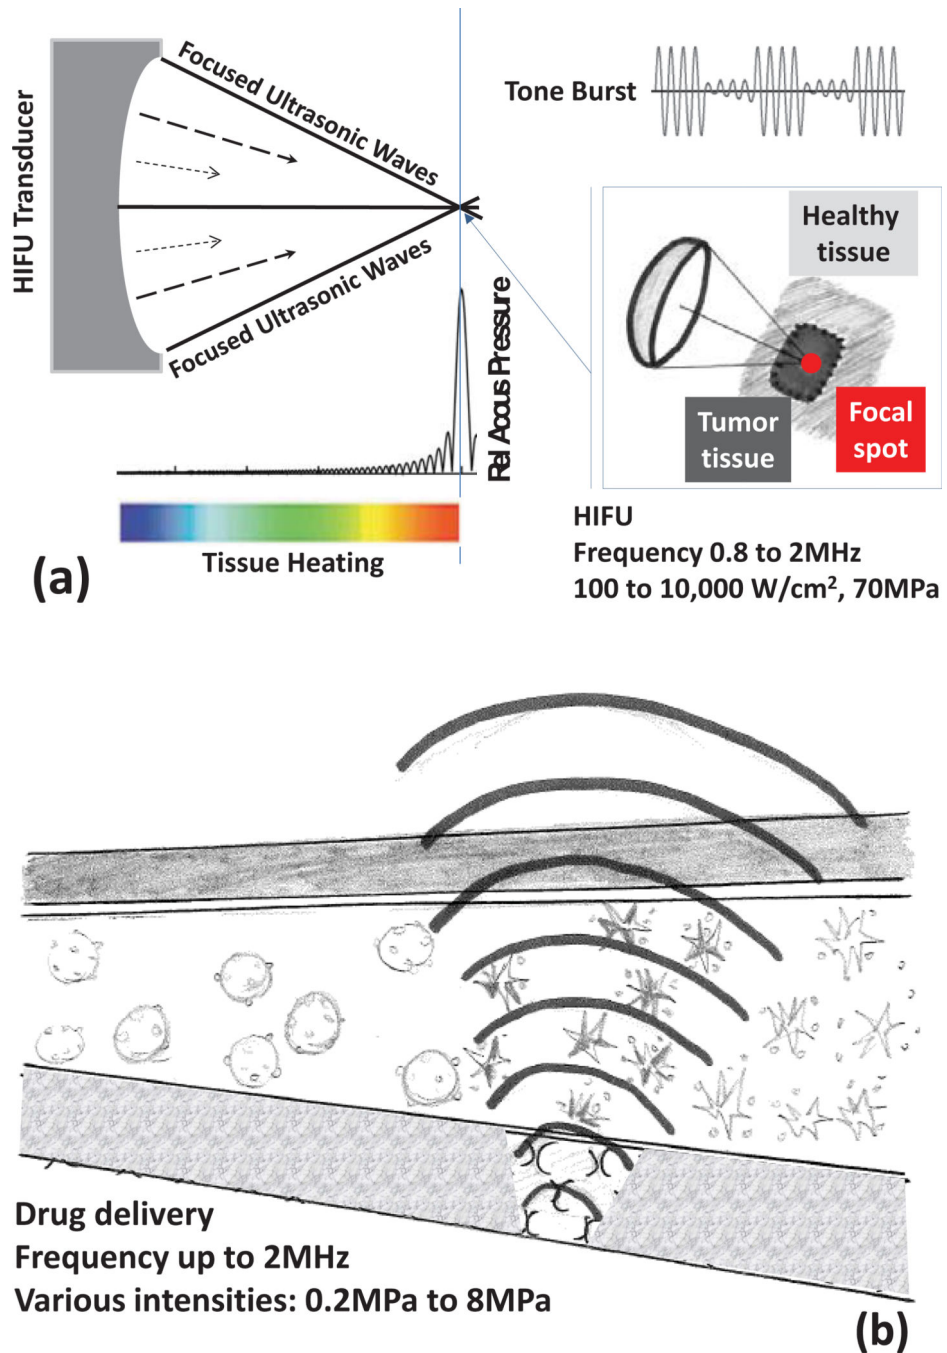 HIFU Transducer
Focused Ultrasonic Waves
Focused Ultrasonic Waves
Tone Burst
Healthy
tissue
Tumor
tissue
Focal
spot
Rel Acous Pressure
Tissue Heating
(a)
HIFU
Frequency 0.8 to 2MHz
100 to 10,000 W/cm², 70MPa
Drug delivery
Frequency up to 2MHz
Various intensities: 0.2MPa to 8MPa
(b)